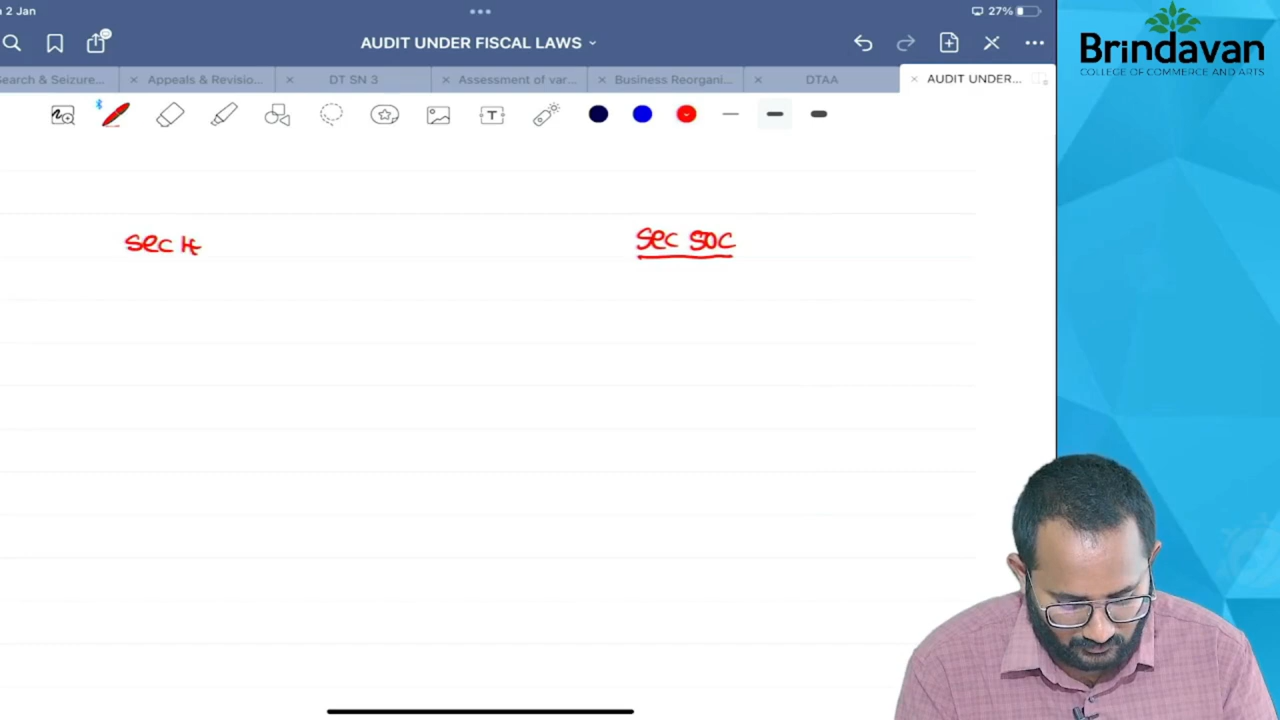 2 Jan
27%
AUDIT UNDER FISCAL LAWS
Search & Seizure...
Appeals & Revisio...
DT SN 3
Assessment of var...
Business Reorgani...
DTAA
AUDIT UNDER...
Brindavan
COLLEGE OF COMMERCE AND ARTS
T
Sec
Sec 50C